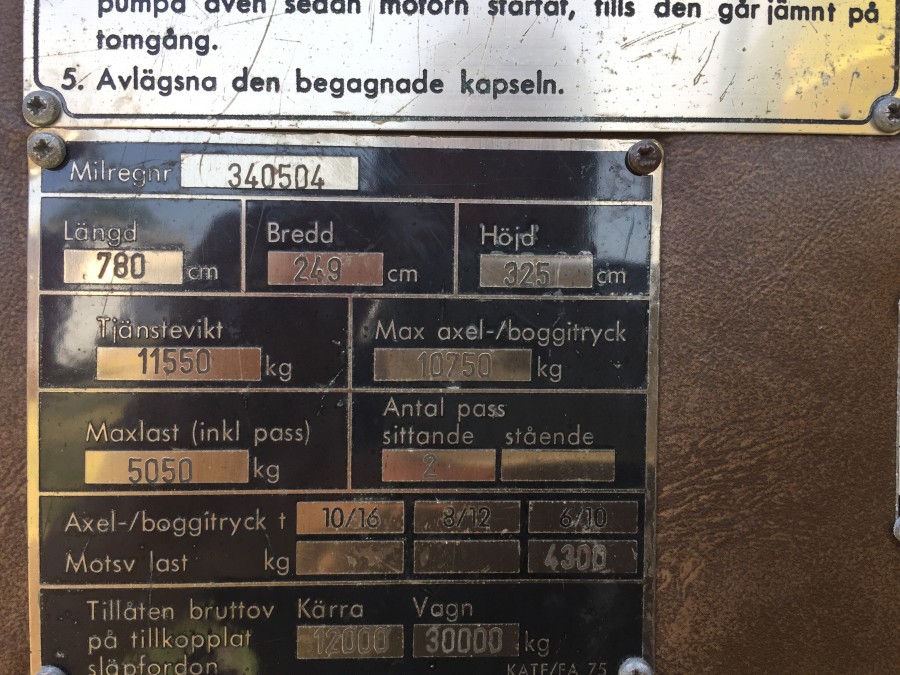 pumpa även sedan motorn startat, tills den går jämnt på
tomgång.
5. Avlägsna den begagnade kapseln.
Milregnr 340504
Längd Bredd Höjd
780 cm 249 cm 325 cm
Tjänstevikt Max axel-/boggitryck
11550 kg 10750 kg
Maxlast (inkl pass) Antal pass
sittande stående
5050 kg 2
Axel-/boggitryck t 10/16 8/12 6/10
Motsv last kg 4300
Tillåten bruttov Kärra Vagn
på tillkopplat 12000 30000 kg
släpfordon KATF/FA 75